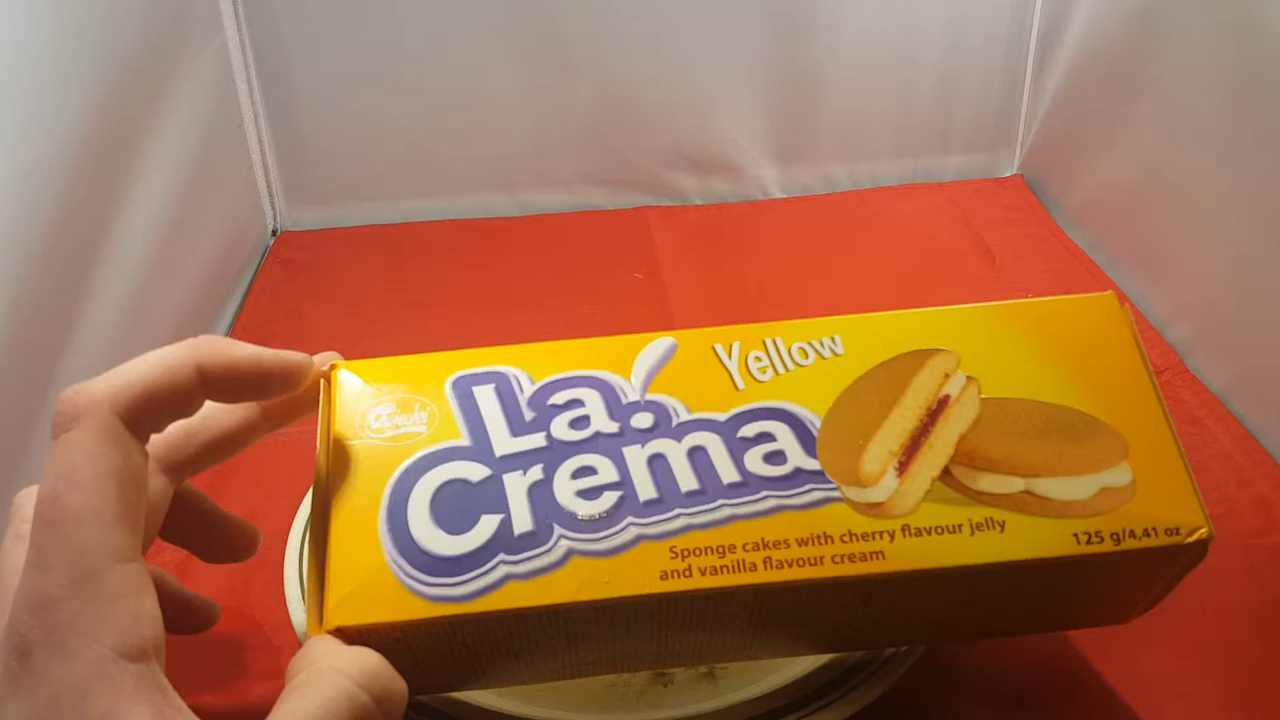 La
Crema
Yellow
Sponge cakes with cherry flavour jelly
and vanilla flavour cream
125 g/4,41 oz